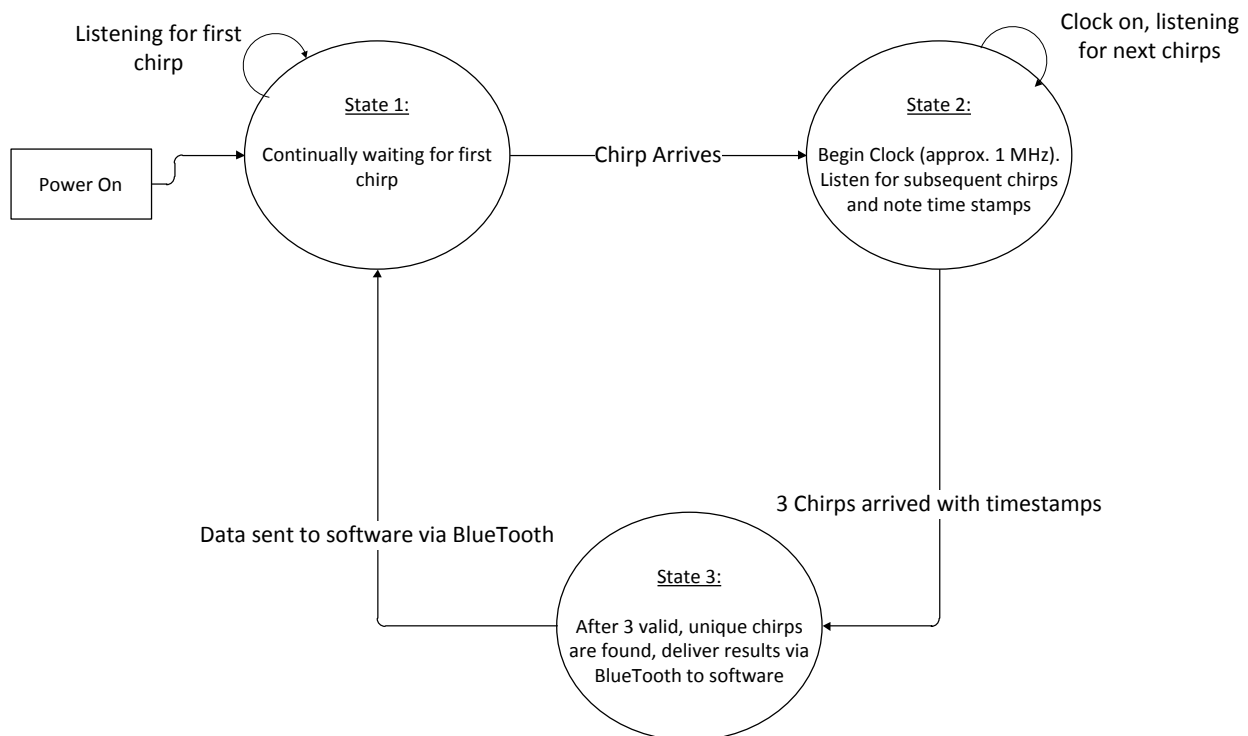 Listening for first
chirp
Clock on, listening
for next chirps
State 1:
Continually waiting for first
chirp
State 2:
Begin Clock (approx. 1 MHz).
Listen for subsequent chirps
and note time stamps
Power On
Chirp Arrives
3 Chirps arrived with timestamps
Data sent to software via BlueTooth
State 3:
After 3 valid, unique chirps
are found, deliver results via
BlueTooth to software